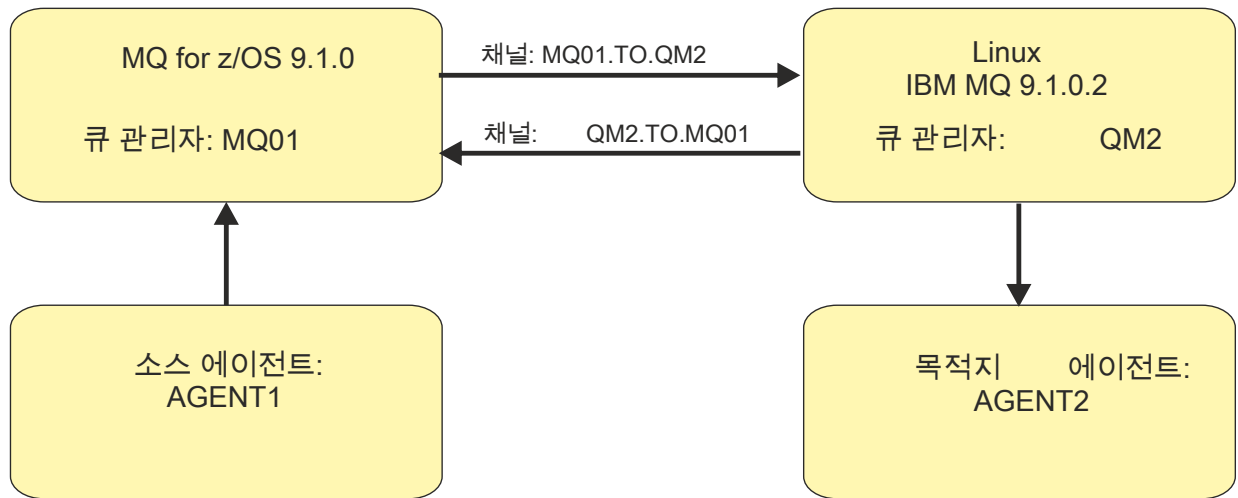 MQ for z/OS 9.1.0
큐 관리자: MQ01
채널: MQ01.TO.QM2
채널: QM2.TO.MQ01
Linux
IBM MQ 9.1.0.2
큐 관리자: QM2
소스 에이전트:
AGENT1
목적지 에이전트:
AGENT2